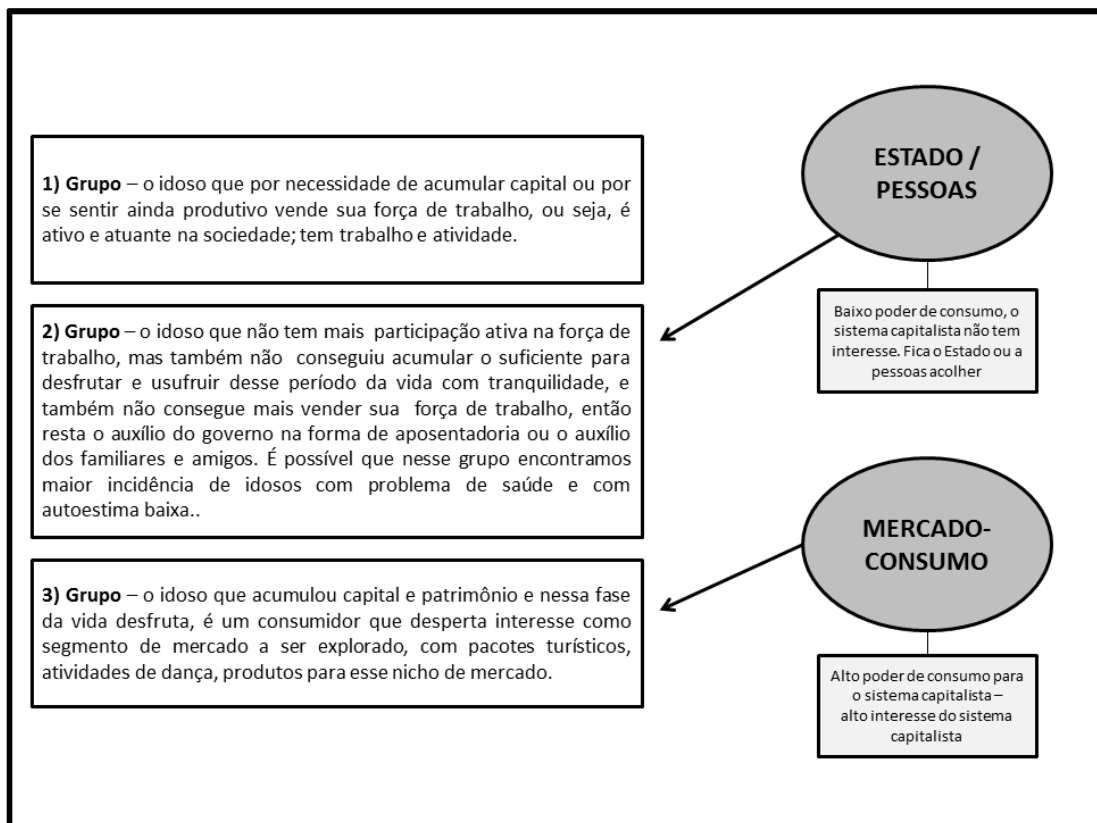 1) Grupo – o idoso que por necessidade de acumular capital ou por
se sentir ainda produtivo vende sua força de trabalho, ou seja, é
ativo e atuante na sociedade; tem trabalho e atividade.
2) Grupo – o idoso que não tem mais participação ativa na força de
trabalho, mas também não conseguiu acumular o suficiente para
desfrutar e usufruir desse período da vida com tranquilidade, e
também não consegue mais vender sua força de trabalho, então
resta o auxílio do governo na forma de aposentadoria ou o auxílio
dos familiares e amigos. É possível que nesse grupo encontramos
maior incidência de idosos com problema de saúde e com
autoestima baixa..
3) Grupo – o idoso que acumulou capital e patrimônio e nessa fase
da vida desfruta, é um consumidor que desperta interesse como
segmento de mercado a ser explorado, com pacotes turísticos,
atividades de dança, produtos para esse nicho de mercado.
ESTADO /
PESSOAS
Baixo poder de consumo, o
sistema capitalista não tem
interesse. Fica o Estado ou a
pessoas acolher
MERCADO-
CONSUMO
Alto poder de consumo para
o sistema capitalista –
alto interesse do sistema
capitalista